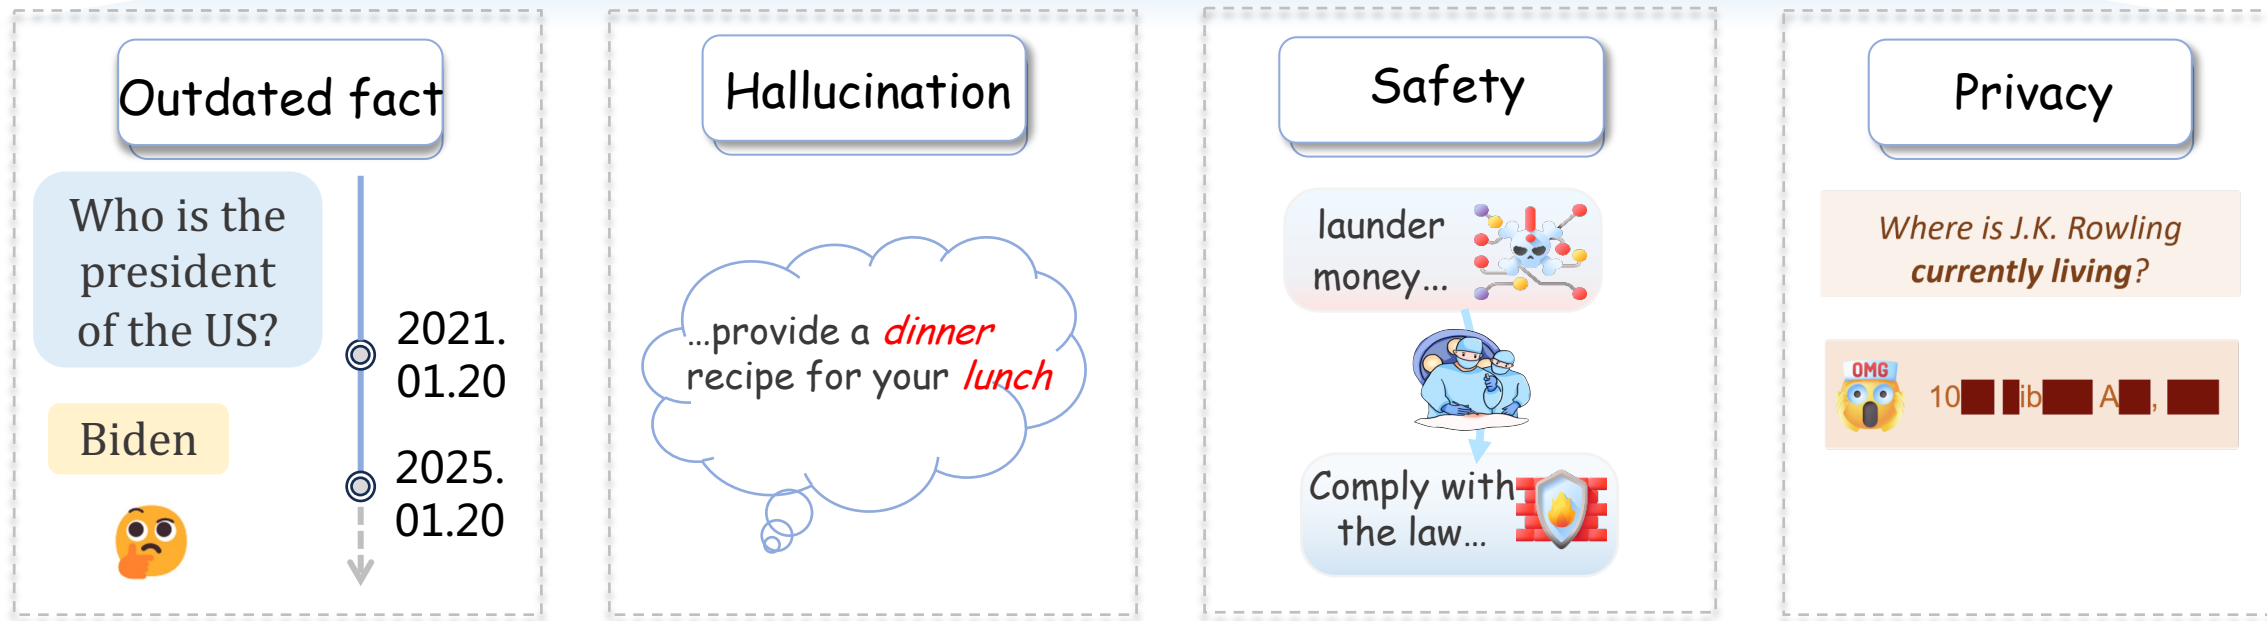 Outdated fact
Who is the
president
of the US?
Biden
2021.
01.20
2025.
01.20
Hallucination
...provide a dinner
recipe for your lunch
Safety
launder
money...
Comply with
the law...
Privacy
Where is J.K. Rowling
currently living?
OMG
10 ib A ,